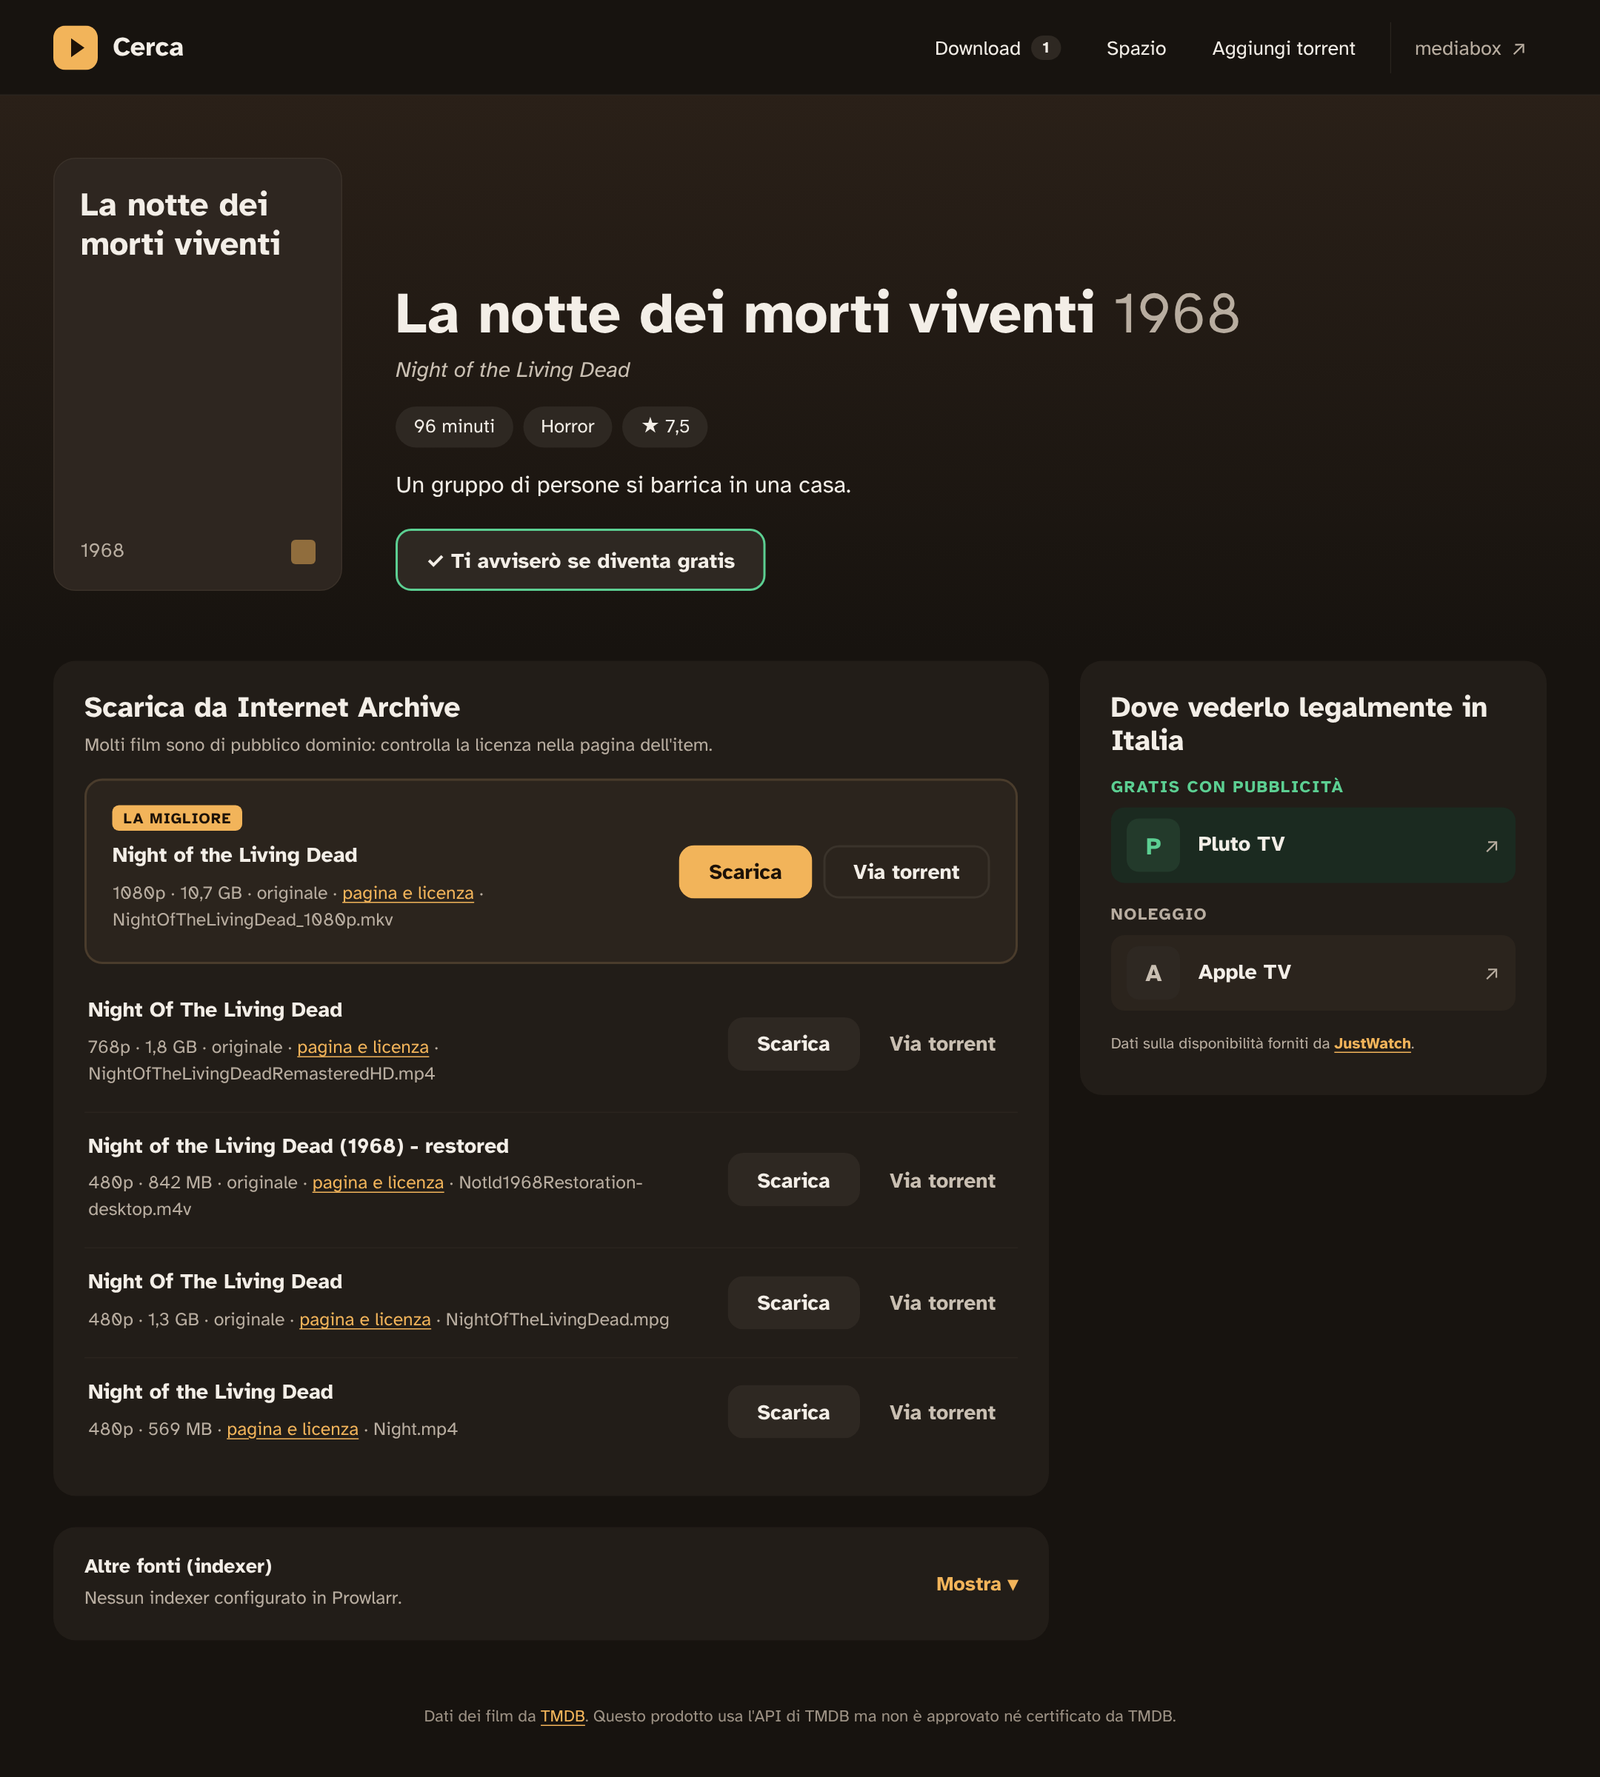 Cerca
Download 1
Spazio
Aggiungi torrent
mediabox ↗
La notte dei
morti viventi
1968
La notte dei morti viventi 1968
Night of the Living Dead
96 minuti
Horror
★ 7,5
Un gruppo di persone si barrica in una casa.
✓ Ti avviserò se diventa gratis
Scarica da Internet Archive
Molti film sono di pubblico dominio: controlla la licenza nella pagina dell'item.
LA MIGLIORE
Night of the Living Dead
1080p · 10,7 GB · originale · pagina e licenza ·
NightOfTheLivingDead_1080p.mkv
Scarica
Via torrent
Night Of The Living Dead
768p · 1,8 GB · originale · pagina e licenza ·
NightOfTheLivingDeadRemasteredHD.mp4
Scarica
Via torrent
Night of the Living Dead (1968) - restored
480p · 842 MB · originale · pagina e licenza · Notld1968Restoration-
desktop.m4v
Scarica
Via torrent
Night Of The Living Dead
480p · 1,3 GB · originale · pagina e licenza · NightOfTheLivingDead.mpg
Scarica
Via torrent
Night of the Living Dead
480p · 569 MB · pagina e licenza · Night.mp4
Scarica
Via torrent
Altre fonti (indexer)
Nessun indexer configurato in Prowlarr.
Mostra ▾
Dove vederlo legalmente in
Italia
GRATIS CON PUBBLICITÀ
P
Pluto TV ↗
NOLEGGIO
A
Apple TV ↗
Dati sulla disponibilità forniti da JustWatch.
Dati dei film da TMDB. Questo prodotto usa l'API di TMDB ma non è approvato né certificato da TMDB.